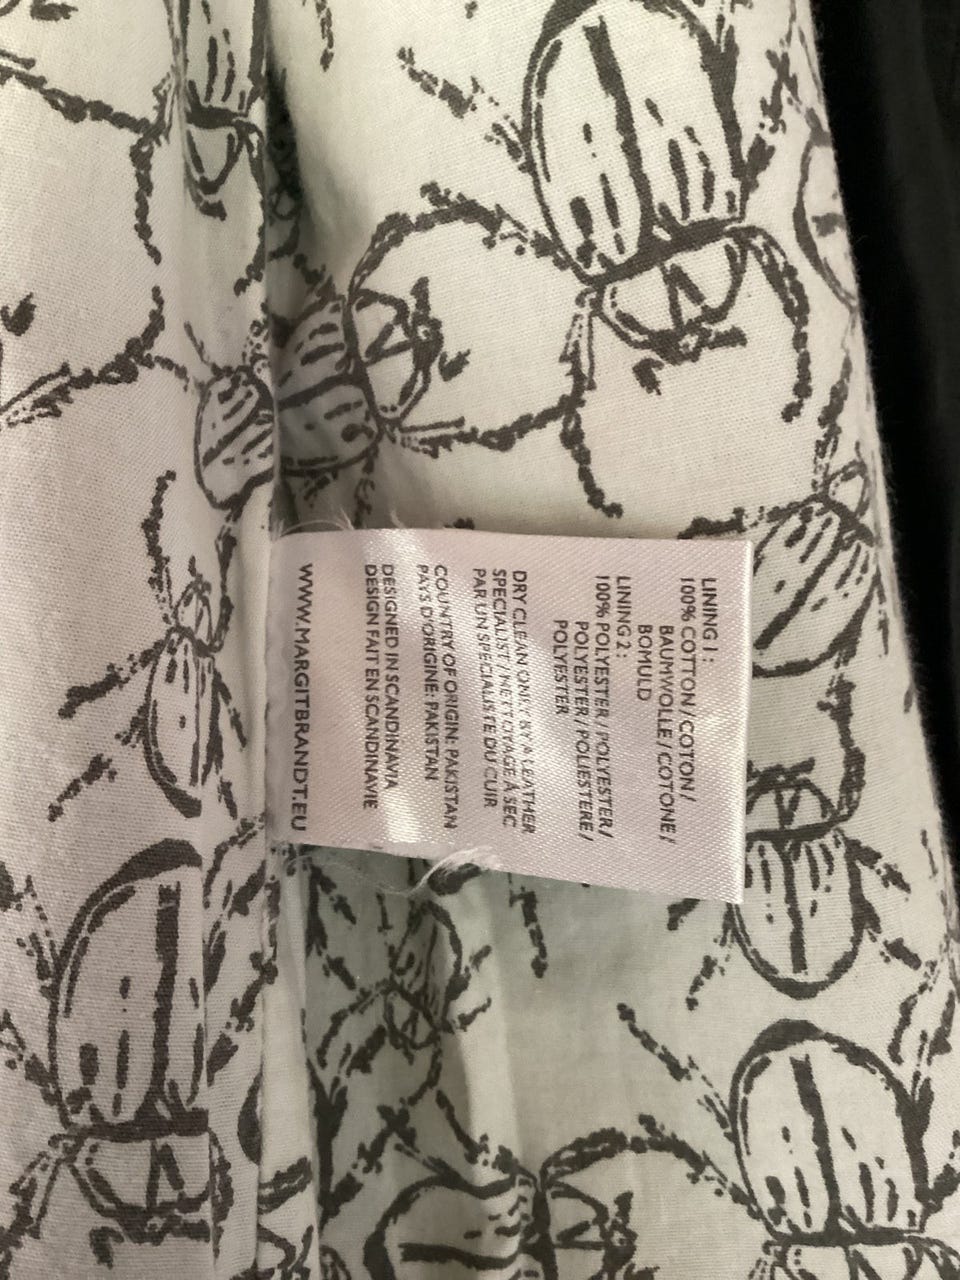 LINING 1 :
100% COTTON / COTON /
BAUMWOLLE / COTONE /
BOMULD
LINING 2 :
100% POLYESTER / POLYESTER /
POLYESTER / POLIESTERE /
POLYESTER
DRY CLEAN ONLY BY A LEATHER
SPECIALIST / NETTOYAGE À SEC
PAR UN SPECIALISTE DU CUIR
COUNTRY OF ORIGIN: PAKISTAN
PAYS D'ORIGINE: PAKISTAN
DESIGNED IN SCANDINAVIA
DESIGN FAIT EN SCANDINAVIE
WWW.MARGITBRANDT.EU